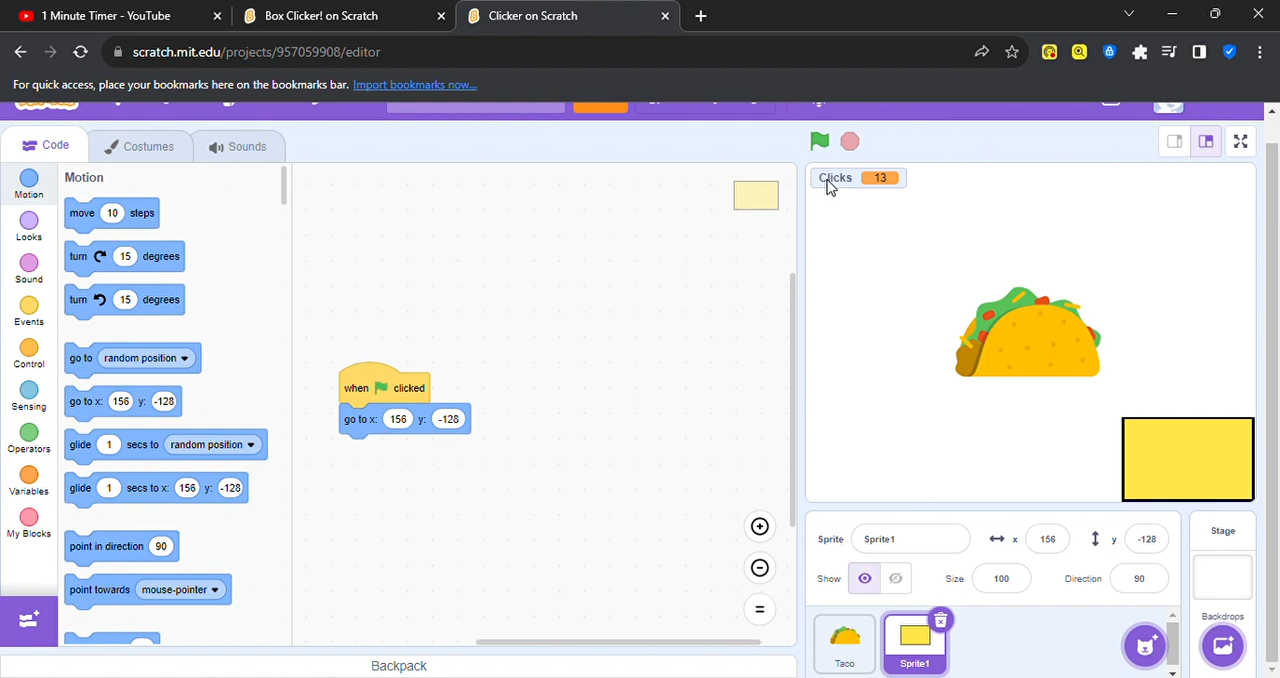 1 Minute Timer - YouTube
Box Clicker! on Scratch
Clicker on Scratch
scratch.mit.edu/projects/957059908/editor
For quick access, place your bookmarks here on the bookmarks bar. Import bookmarks now...
Code
Costumes
Sounds
Motion
Looks
Sound
Events
Control
Sensing
Operators
Variables
My Blocks
Motion
move 10 steps
turn 15 degrees
turn 15 degrees
go to random position
go to x: 156 y: -128
glide 1 secs to random position
glide 1 secs to x: 156 y: -128
point in direction 90
point towards mouse-pointer
when clicked
go to x: 156 y: -128
Backpack
Clicks 13
Sprite Sprite1 x 156 y -128
Show Size 100 Direction 90
Taco
Sprite1
Stage
Backdrops